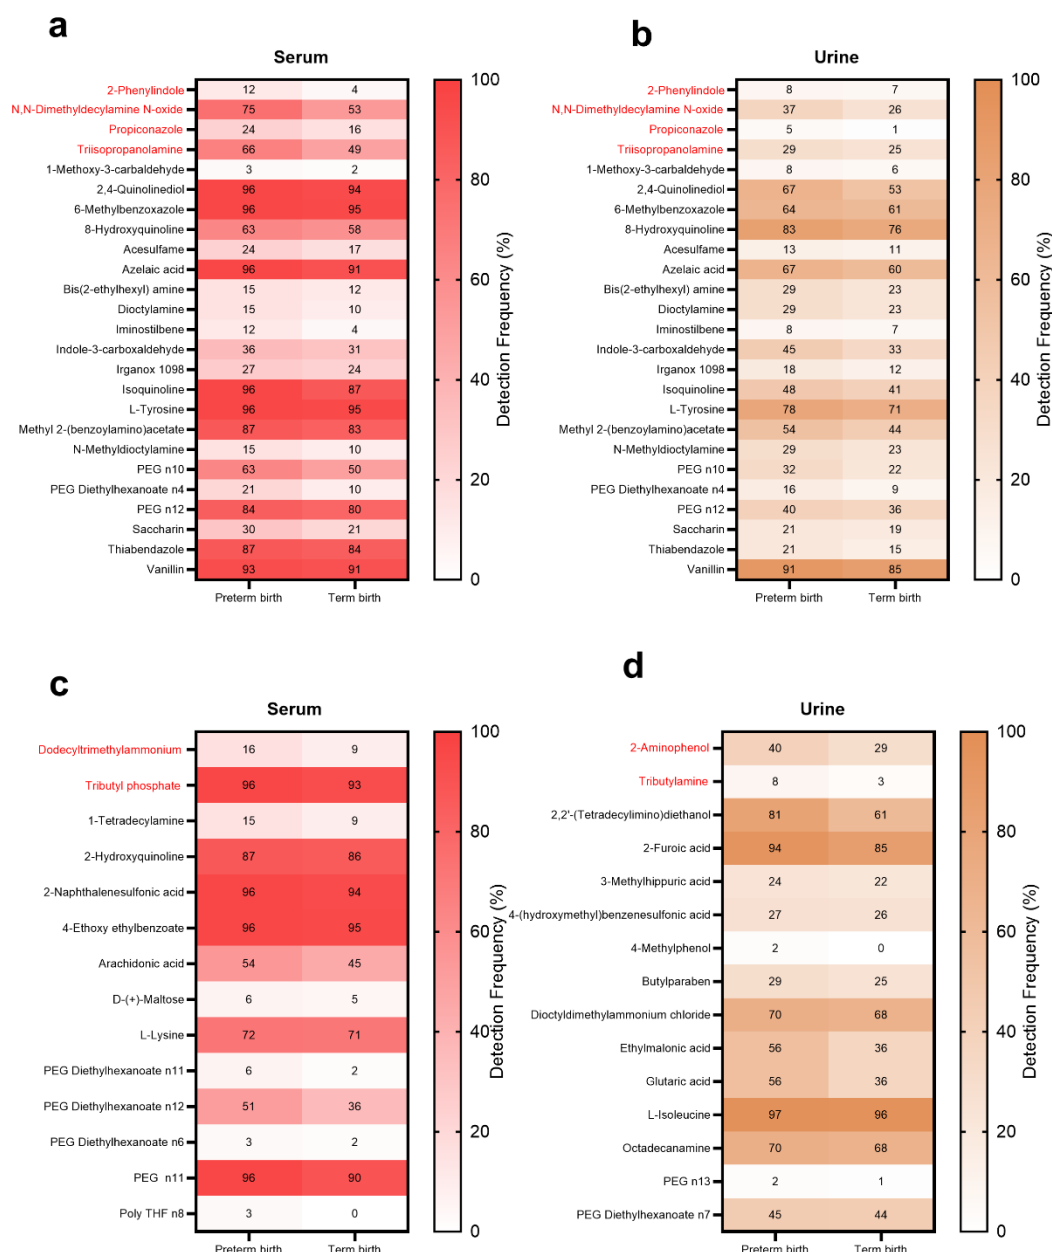 a
Serum
2-Phenylindole 12 4
N,N-Dimethyldecylamine N-oxide 75 53
Propiconazole 24 16
Triisopropanolamine 66 49
1-Methoxy-3-carbaldehyde 3 2
2,4-Quinolinediol 96 94
6-Methylbenzoxazole 96 95
8-Hydroxyquinoline 63 58
Acesulfame 24 17
Azelaic acid 96 91
Bis(2-ethylhexyl) amine 15 12
Dioctylamine 15 10
Iminostilbene 12 4
Indole-3-carboxaldehyde 36 31
Irganox 1098 27 24
Isoquinoline 96 87
L-Tyrosine 96 95
Methyl 2-(benzoylamino)acetate 87 83
N-Methyldioctylamine 15 10
PEG n10 63 50
PEG Diethylhexanoate n4 21 10
PEG n12 84 80
Saccharin 30 21
Thiabendazole 87 84
Vanillin 93 91
Preterm birth Term birth
100
80
60
40
20
0
Detection Frequency (%)
b
Urine
2-Phenylindole 8 7
N,N-Dimethyldecylamine N-oxide 37 26
Propiconazole 5 1
Triisopropanolamine 29 25
1-Methoxy-3-carbaldehyde 8 6
2,4-Quinolinediol 67 53
6-Methylbenzoxazole 64 61
8-Hydroxyquinoline 83 76
Acesulfame 13 11
Azelaic acid 67 60
Bis(2-ethylhexyl) amine 29 23
Dioctylamine 29 23
Iminostilbene 8 7
Indole-3-carboxaldehyde 45 33
Irganox 1098 18 12
Isoquinoline 48 41
L-Tyrosine 78 71
Methyl 2-(benzoylamino)acetate 54 44
N-Methyldioctylamine 29 23
PEG n10 32 22
PEG Diethylhexanoate n4 16 9
PEG n12 40 36
Saccharin 21 19
Thiabendazole 21 15
Vanillin 91 85
Preterm birth Term birth
100
80
60
40
20
0
Detection Frequency (%)
c
Serum
Dodecyltrimethylammonium 16 9
Tributyl phosphate 96 93
1-Tetradecylamine 15 9
2-Hydroxyquinoline 87 86
2-Naphthalenesulfonic acid 96 94
4-Ethoxy ethylbenzoate 96 95
Arachidonic acid 54 45
D-(+)-Maltose 6 5
L-Lysine 72 71
PEG Diethylhexanoate n11 6 2
PEG Diethylhexanoate n12 51 36
PEG Diethylhexanoate n6 3 2
PEG n11 96 90
Poly THF n8 3 0
Preterm birth Term birth
100
80
60
40
20
0
Detection Frequency (%)
d
Urine
2-Aminophenol 40 29
Tributylamine 8 3
2,2'-(Tetradecylimino)diethanol 81 61
2-Furoic acid 94 85
3-Methylhippuric acid 24 22
4-(hydroxymethyl)benzenesulfonic acid 27 26
4-Methylphenol 2 0
Butylparaben 29 25
Dioctyldimethylammonium chloride 70 68
Ethylmalonic acid 56 36
Glutaric acid 56 36
L-Isoleucine 97 96
Octadecanamine 70 68
PEG n13 2 1
PEG Diethylhexanoate n7 45 44
Preterm birth Term birth
100
80
60
40
20
0
Detection Frequency (%)